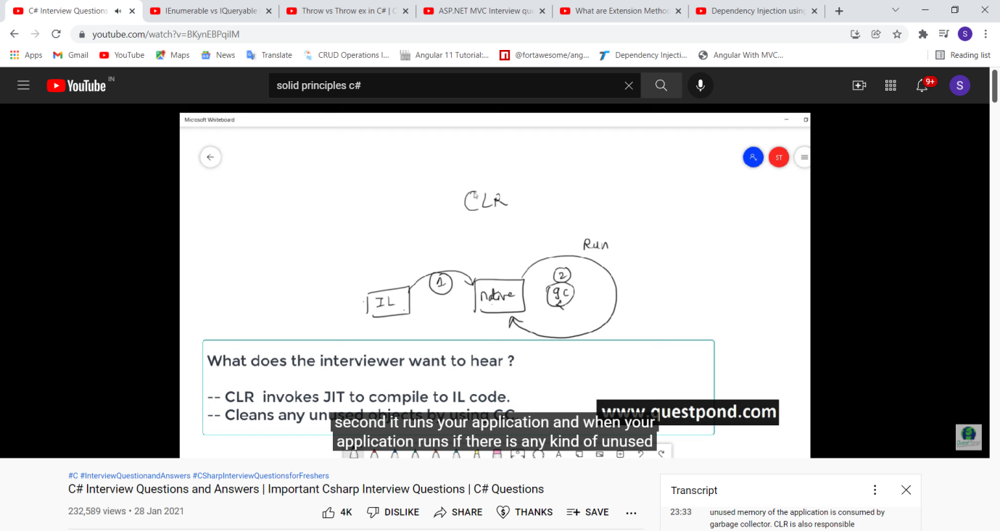 C# Interview Questions
IEnumerable vs IQueryable
Throw vs Throw ex in C# | C
ASP.NET MVC Interview que
What are Extension Method
Dependency Injection using
youtube.com/watch?v=BKynEBPqiIM
S
Apps
Gmail
YouTube
Maps
News
Translate
CRUD Operations I...
Angular 11 Tutorial:...
@fortawesome/ang...
Dependency Injecti...
Angular With MVC...
Reading list
YouTube IN
solid principles c#
9+
S
Microsoft Whiteboard
ST
CLR
Run
IL
1
native
2
gc
What does the interviewer want to hear ?
-- CLR invokes JIT to compile to IL code.
-- Cleans any unused objects by using GC.
www.questpond.com
second it runs your application and when your
application runs if there is any kind of unused
#C #InterviewQuestionandAnswers #CSharpInterviewQuestionsforFreshers
C# Interview Questions and Answers | Important Csharp Interview Questions | C# Questions
232,589 views • 28 Jan 2021
4K
DISLIKE
SHARE
THANKS
SAVE
Transcript
23:33
unused memory of the application is consumed by
garbage collector. CLR is also responsible